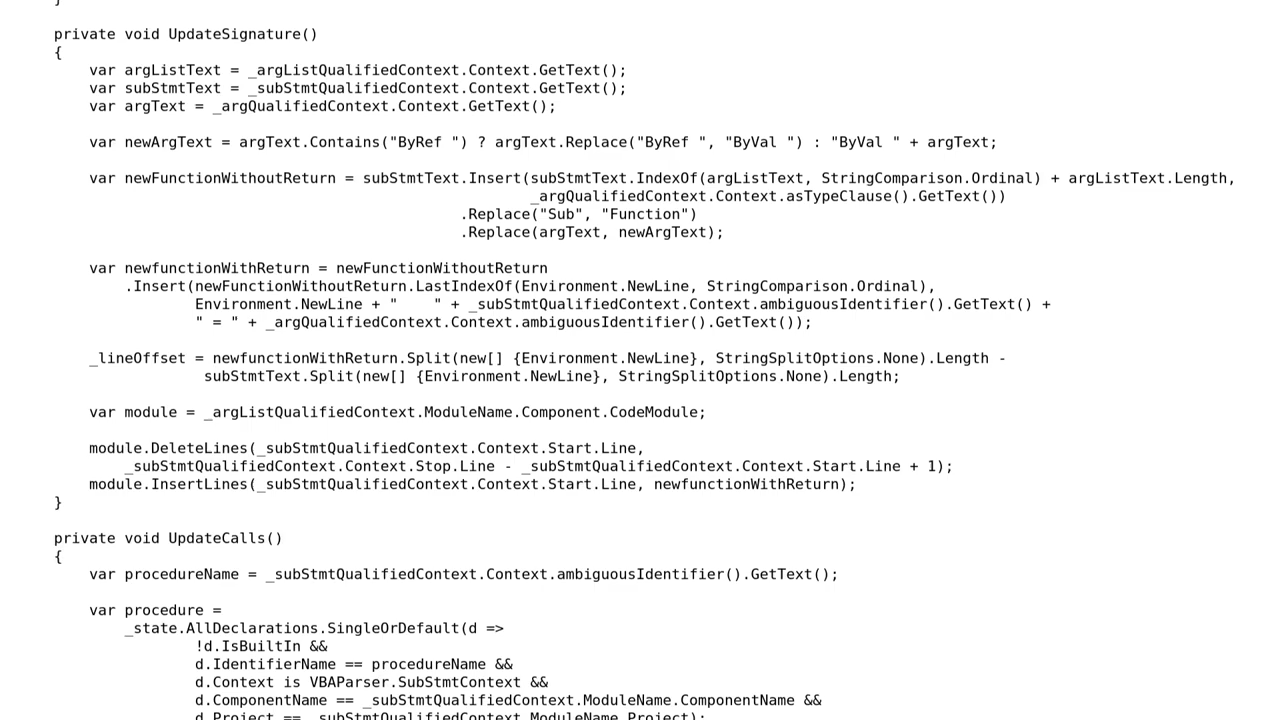 }
private void UpdateSignature()
{
var argListText = _argListQualifiedContext.Context.GetText();
var subStmtText = _subStmtQualifiedContext.Context.GetText();
var argText = _argQualifiedContext.Context.GetText();
var newArgText = argText.Contains("ByRef ") ? argText.Replace("ByRef ", "ByVal ") : "ByVal " + argText;
var newFunctionWithoutReturn = subStmtText.Insert(subStmtText.IndexOf(argListText, StringComparison.Ordinal) + argListText.Length,
_argQualifiedContext.Context.asTypeClause().GetText())
.Replace("Sub", "Function")
.Replace(argText, newArgText);
var newfunctionWithReturn = newFunctionWithoutReturn
.Insert(newFunctionWithoutReturn.LastIndexOf(Environment.NewLine, StringComparison.Ordinal),
Environment.NewLine + "    " + _subStmtQualifiedContext.Context.ambiguousIdentifier().GetText() +
" = " + _argQualifiedContext.Context.ambiguousIdentifier().GetText());
_lineOffset = newfunctionWithReturn.Split(new[] {Environment.NewLine}, StringSplitOptions.None).Length -
subStmtText.Split(new[] {Environment.NewLine}, StringSplitOptions.None).Length;
var module = _argListQualifiedContext.ModuleName.Component.CodeModule;
module.DeleteLines(_subStmtQualifiedContext.Context.Start.Line,
_subStmtQualifiedContext.Context.Stop.Line - _subStmtQualifiedContext.Context.Start.Line + 1);
module.InsertLines(_subStmtQualifiedContext.Context.Start.Line, newfunctionWithReturn);
}
private void UpdateCalls()
{
var procedureName = _subStmtQualifiedContext.Context.ambiguousIdentifier().GetText();
var procedure =
_state.AllDeclarations.SingleOrDefault(d =>
!d.IsBuiltIn &&
d.IdentifierName == procedureName &&
d.Context is VBAParser.SubStmtContext &&
d.ComponentName == _subStmtQualifiedContext.ModuleName.ComponentName &&
d.Project == _subStmtQualifiedContext.ModuleName.Project);